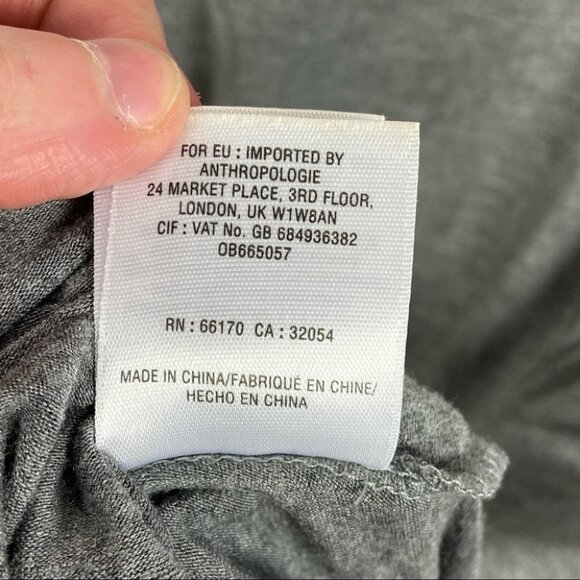 FOR EU : IMPORTED BY
ANTHROPOLOGIE
24 MARKET PLACE, 3RD FLOOR,
LONDON, UK W1W8AN
CIF : VAT No. GB 684936382
OB665057
RN : 66170 CA : 32054
MADE IN CHINA/FABRIQUÉ EN CHINE/
HECHO EN CHINA